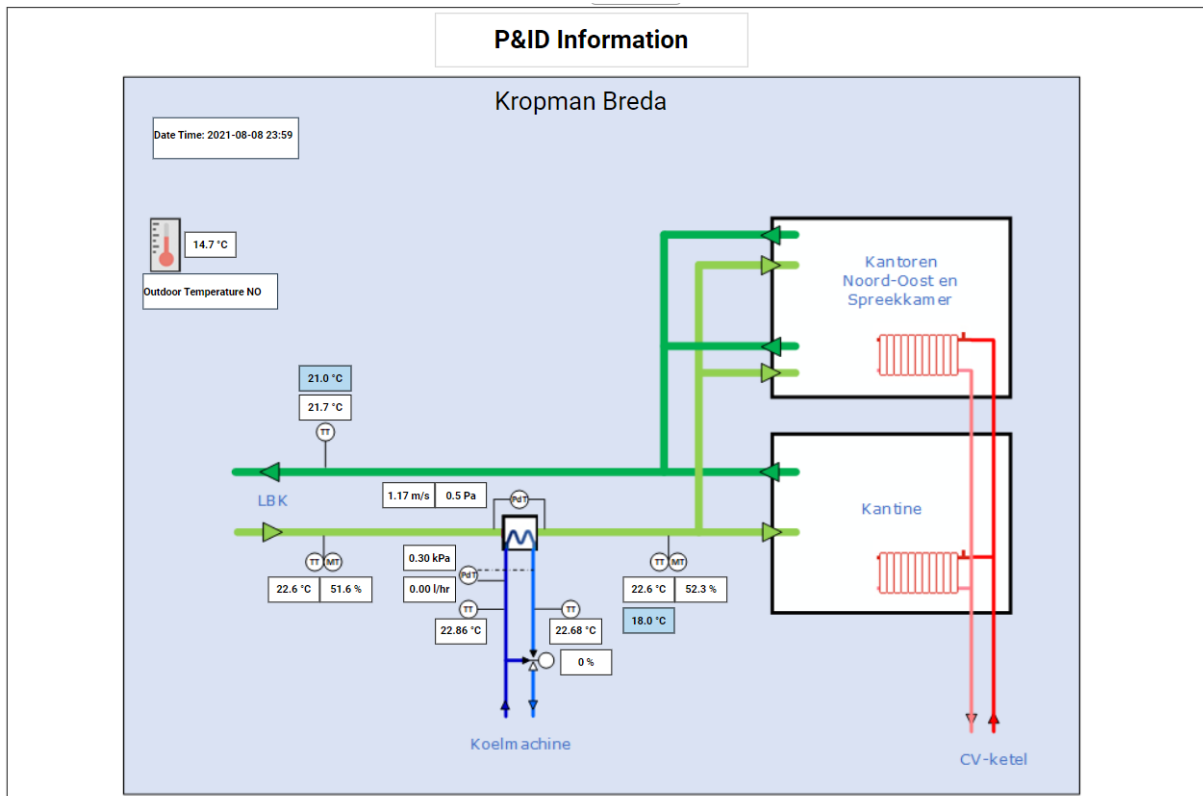 P&ID Information
Kropman Breda
Date Time: 2021-08-08 23:59
14.7 °C
Outdoor Temperature NO
Kantoren
Noord-Oost en
Spreekkamer
21.0 °C
21.7 °C
TT
LBK
1.17 m/s 0.5 Pa
PdT
Kantine
TT MT
22.6 °C 51.6 %
0.30 kPa
PdT
0.00 l/hr
TT MT
22.6 °C 52.3 %
18.0 °C
TT
22.86 °C
TT
22.68 °C
0 %
Koelmachine
CV-ketel